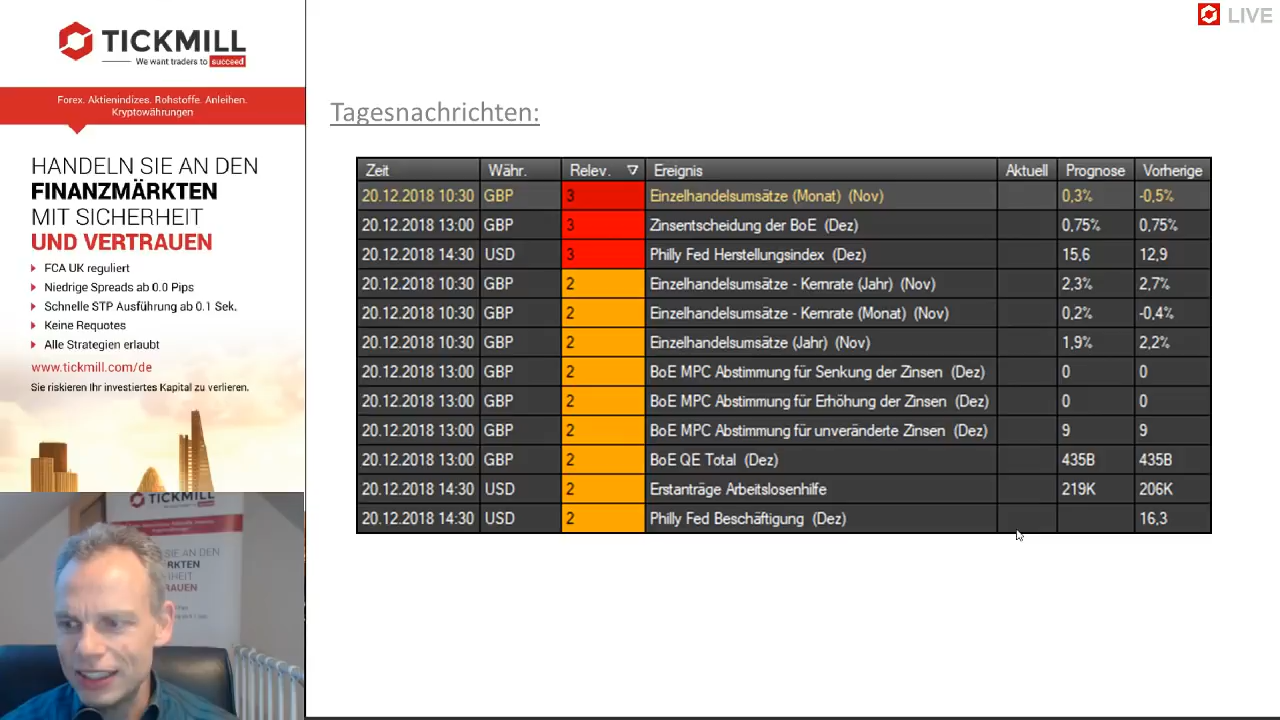 TICKMILL
We want traders to succeed
Forex. Aktienindizes. Rohstoffe. Anleihen.
Kryptowährungen
HANDELN SIE AN DEN
FINANZMÄRKTEN
MIT SICHERHEIT
UND VERTRAUEN
FCA UK reguliert
Niedrige Spreads ab 0.0 Pips
Schnelle STP Ausführung ab 0.1 Sek.
Keine Requotes
Alle Strategien erlaubt
www.tickmill.com/de
Sie riskieren Ihr investiertes Kapital zu verlieren.
TICKMILL
SIE AN DEN
RKTEN
HEIT
RAUEN
LIVE
Tagesnachrichten:
Zeit Währ. Relev. Ereignis Aktuell Prognose Vorherige
20.12.2018 10:30 GBP 3 Einzelhandelsumsätze (Monat) (Nov) 0,3% -0,5%
20.12.2018 13:00 GBP 3 Zinsentscheidung der BoE (Dez) 0,75% 0,75%
20.12.2018 14:30 USD 3 Philly Fed Herstellungsindex (Dez) 15,6 12,9
20.12.2018 10:30 GBP 2 Einzelhandelsumsätze - Kernrate (Jahr) (Nov) 2,3% 2,7%
20.12.2018 10:30 GBP 2 Einzelhandelsumsätze - Kernrate (Monat) (Nov) 0,2% -0,4%
20.12.2018 10:30 GBP 2 Einzelhandelsumsätze (Jahr) (Nov) 1,9% 2,2%
20.12.2018 13:00 GBP 2 BoE MPC Abstimmung für Senkung der Zinsen (Dez) 0 0
20.12.2018 13:00 GBP 2 BoE MPC Abstimmung für Erhöhung der Zinsen (Dez) 0 0
20.12.2018 13:00 GBP 2 BoE MPC Abstimmung für unveränderte Zinsen (Dez) 9 9
20.12.2018 13:00 GBP 2 BoE QE Total (Dez) 435B 435B
20.12.2018 14:30 USD 2 Erstanträge Arbeitslosenhilfe 219K 206K
20.12.2018 14:30 USD 2 Philly Fed Beschäftigung (Dez) 16,3